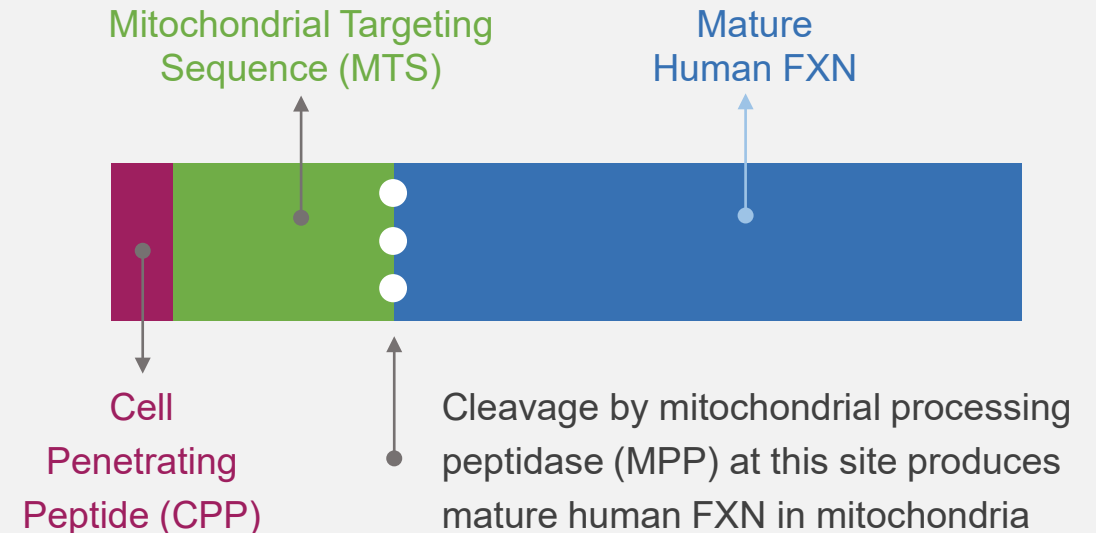 Mitochondrial Targeting
Sequence (MTS)
Mature
Human FXN
Cell
Penetrating
Peptide (CPP)
Cleavage by mitochondrial processing
peptidase (MPP) at this site produces
mature human FXN in mitochondria